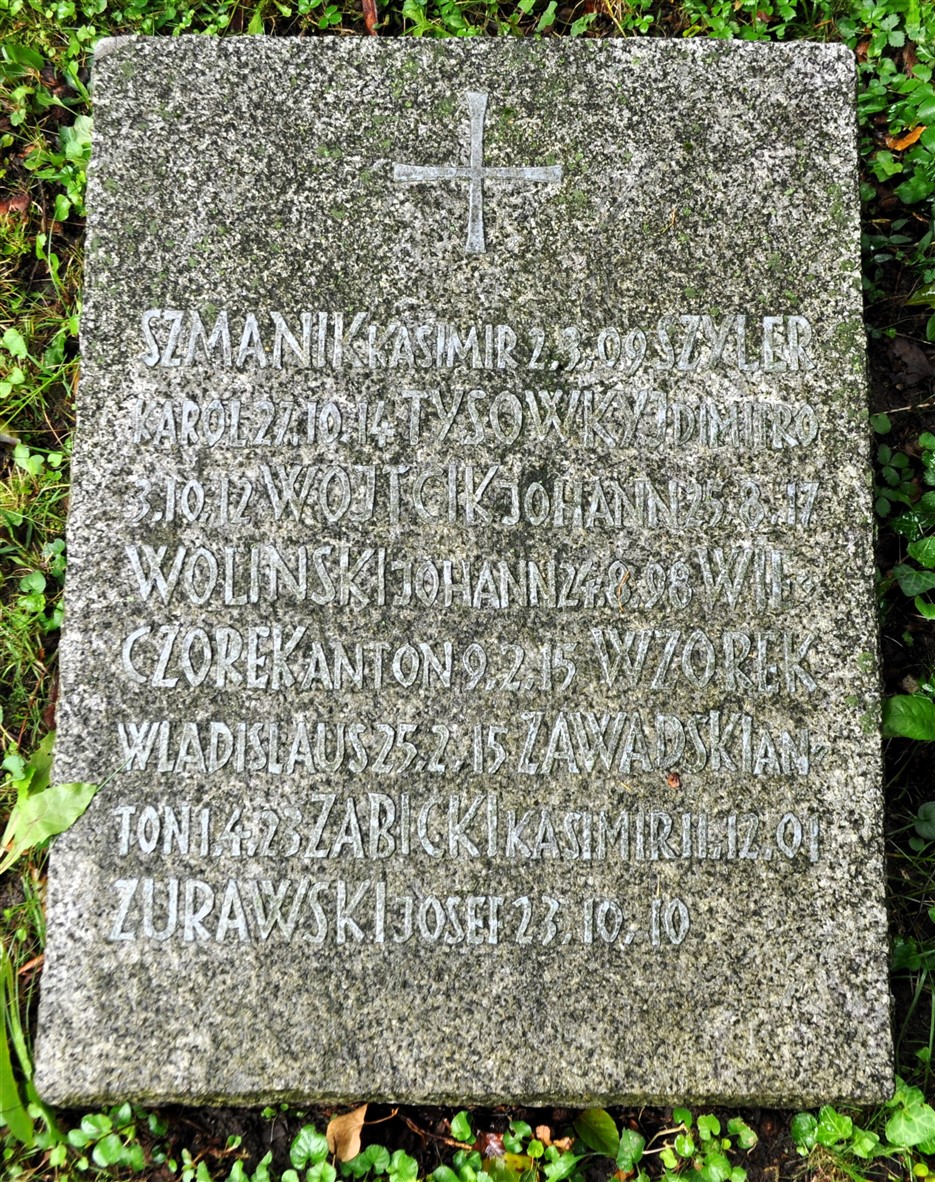 SZMANIK KASIMIR 2.3.09 SZYLER
KAROL 27.10.14 TYSOWKYJ DIMITRO
3.10.12 WOJTCIK JOHANN 25.8.17
WOLINSKI JOHANN 24.8.98 WIE-
CZOREK ANTON 9.2.15 WZOREK
WLADISLAUS 25.2.15 ZAWADSKI AN-
TON 1.4.23 ZABICKI KASIMIR 11.12.01
ZURAWSKI JOSEF 23.10.10